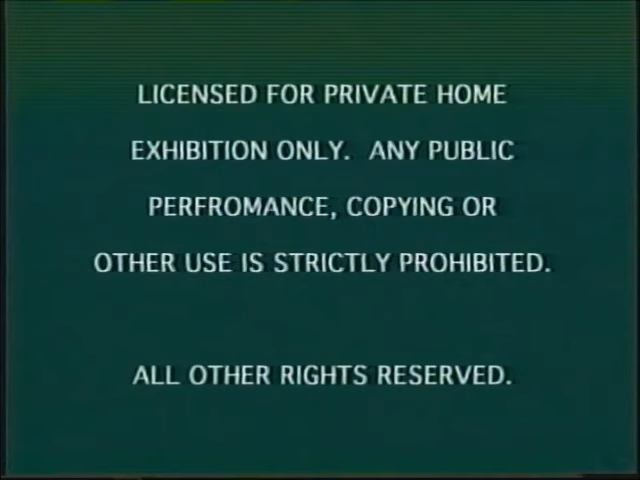 LICENSED FOR PRIVATE HOME
EXHIBITION ONLY.  ANY PUBLIC
PERFROMANCE, COPYING OR
OTHER USE IS STRICTLY PROHIBITED.
ALL OTHER RIGHTS RESERVED.